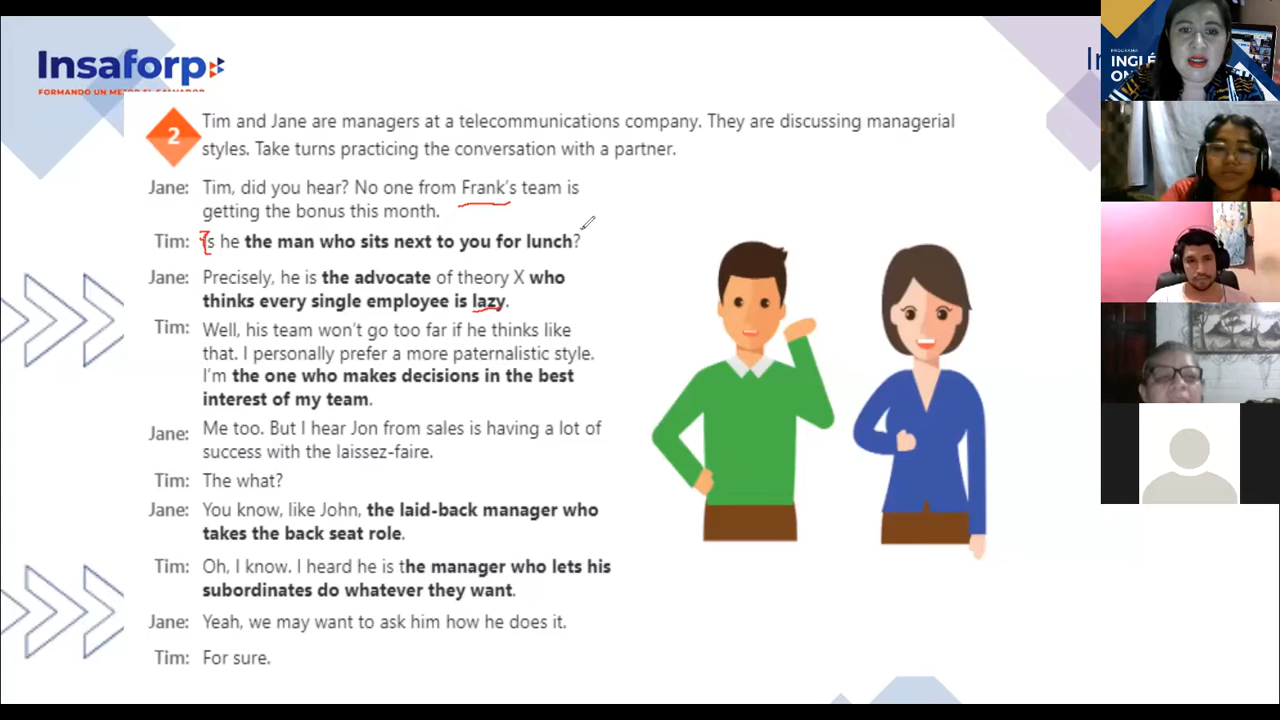 Insaforp
FORMANDO UN MEJOR EL SALVADOR
2
Tim and Jane are managers at a telecommunications company. They are discussing managerial
styles. Take turns practicing the conversation with a partner.
Jane: Tim, did you hear? No one from Frank's team is
getting the bonus this month.
Tim: Is he the man who sits next to you for lunch?
Jane: Precisely, he is the advocate of theory X who
thinks every single employee is lazy.
Tim: Well, his team won't go too far if he thinks like
that. I personally prefer a more paternalistic style.
I'm the one who makes decisions in the best
interest of my team.
Jane: Me too. But I hear Jon from sales is having a lot of
success with the laissez-faire.
Tim: The what?
Jane: You know, like John, the laid-back manager who
takes the back seat role.
Tim: Oh, I know. I heard he is the manager who lets his
subordinates do whatever they want.
Jane: Yeah, we may want to ask him how he does it.
Tim: For sure.
In
PROGRAMA
INGLÉ
ON